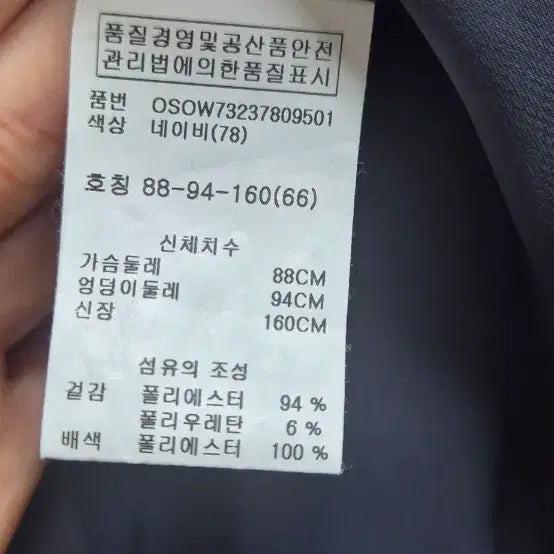 품질경영및공산품안전
관리법에의한품질표시
품번 OSOW73237809501
색상 네이비(78)
호칭 88-94-160(66)
신체치수
가슴둘레 88CM
엉덩이둘레 94CM
신장 160CM
섬유의 조성
겉감 폴리에스터 94 %
폴리우레탄 6 %
배색 폴리에스터 100 %